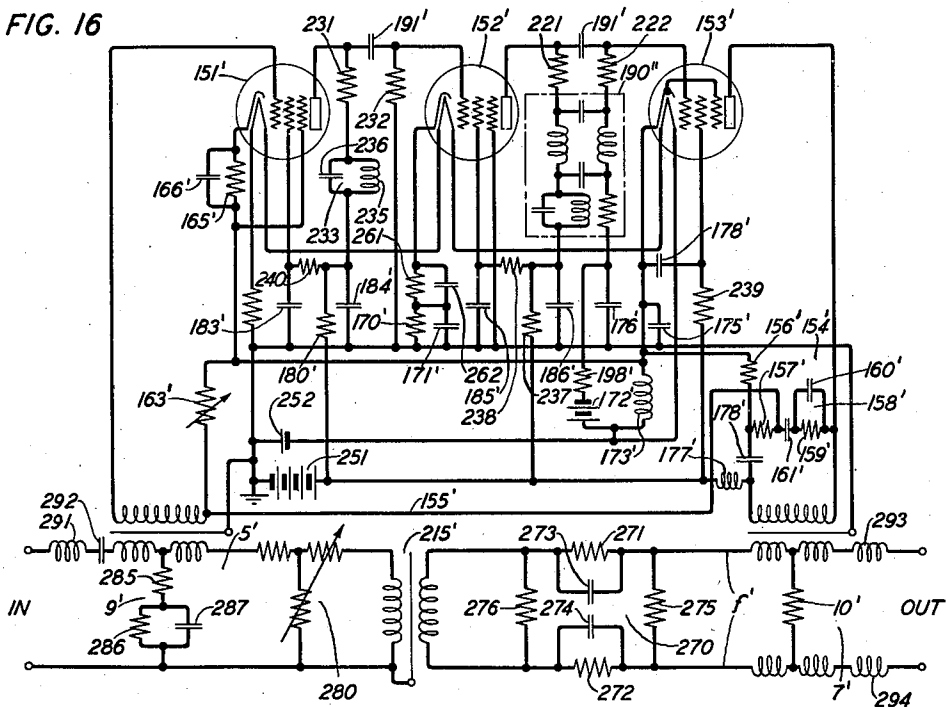 FIG. 16
231 191' 152' 221 191' 222 153'
151' 190"
232
236
166'
165' 233 235
261 178'
240' 184' 239
183' 170' 176' 175' 156' 154'
180' 171' 262 186' 157' 160'
163' 185' 237 198' 158'
252 238 172' 178' 161' 159'
173' 177'
251
292 155'
291 5' 215' 273 271 293
285
IN 9' 287 276 274 275 f' 10' OUT
286 270 7'
280 272 294